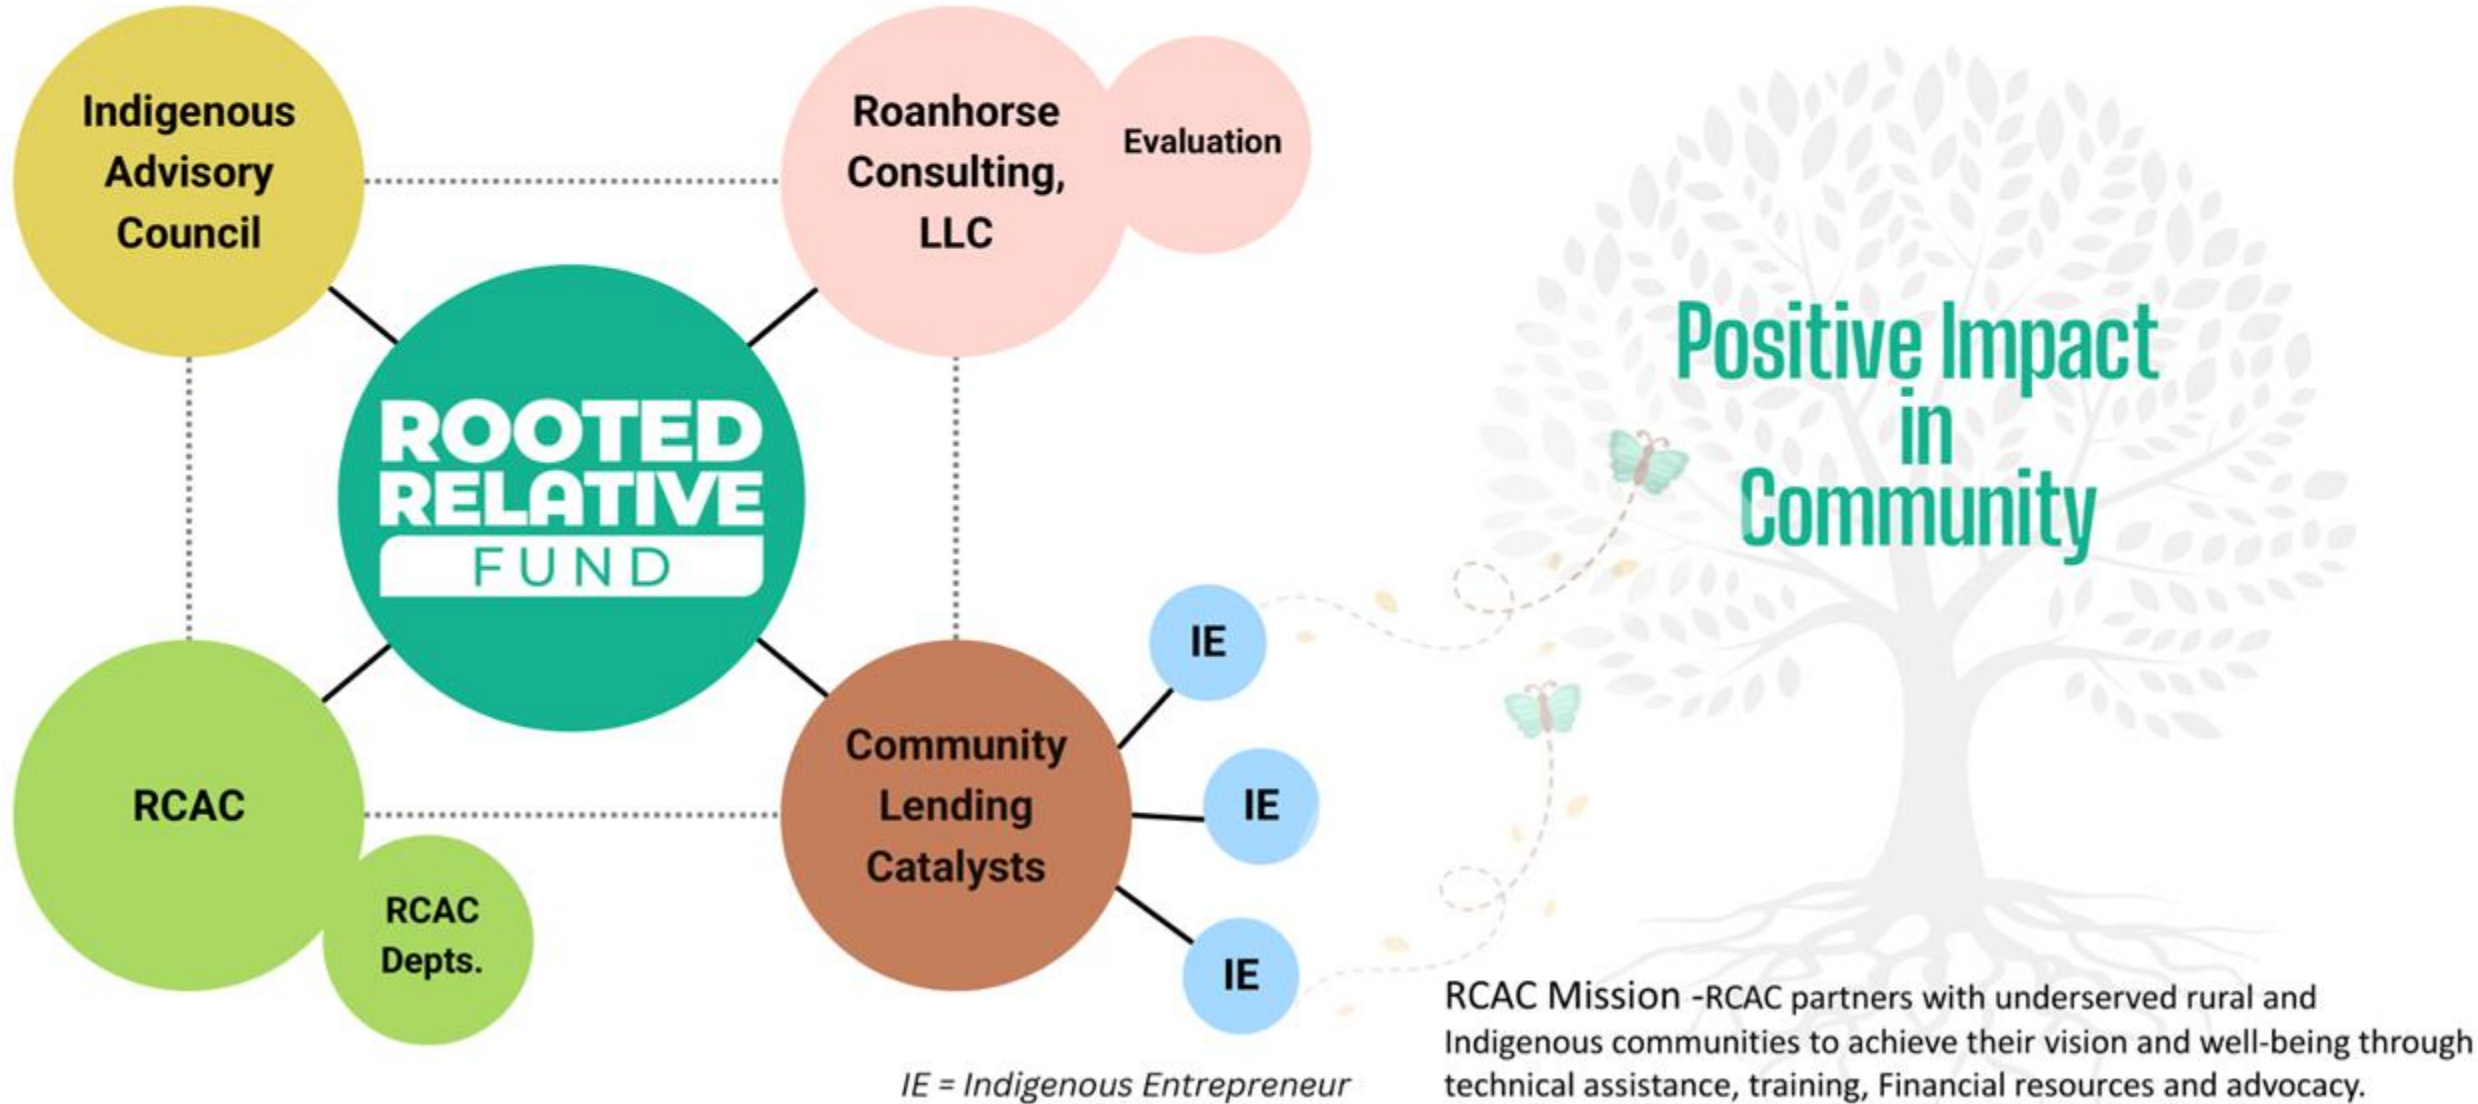 Indigenous
Advisory
Council
Roanhorse
Consulting,
LLC
Evaluation
ROOTED
RELATIVE
FUND
RCAC
RCAC
Depts.
Community
Lending
Catalysts
IE
IE
IE
IE = Indigenous Entrepreneur
Positive Impact
in
Community
RCAC Mission -RCAC partners with underserved rural and
Indigenous communities to achieve their vision and well-being through
technical assistance, training, Financial resources and advocacy.